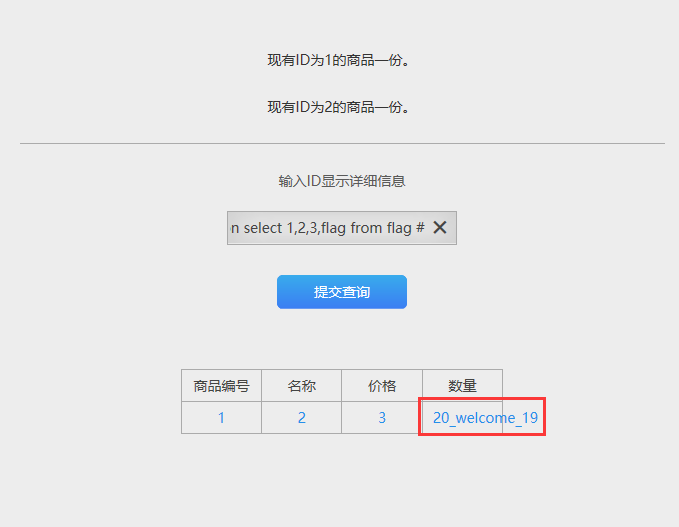 现有ID为1的商品一份。
现有ID为2的商品一份。
输入ID显示详细信息
n select 1,2,3,flag from flag #
提交查询
商品编号 名称 价格 数量
1 2 3 20_welcome_19